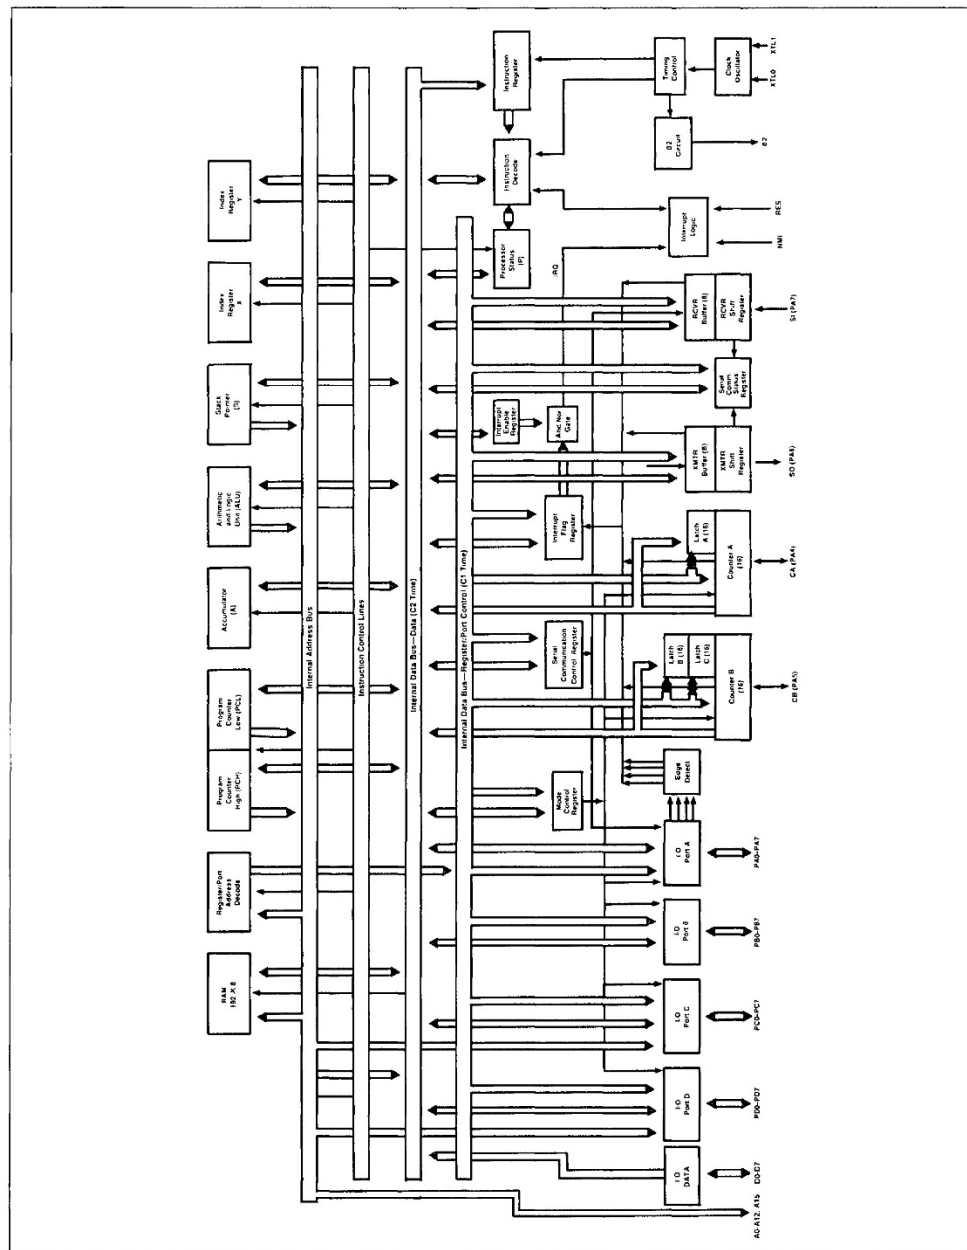 RAM
192 X 8
Register/Port
Address
Decode
Program
Counter
High (PCH)
Program
Counter
Low (PCL)
Accumulator
(A)
Arithmetic
and Logic
Unit (ALU)
Stack
Pointer
(S)
Index
Register
X
Index
Register
Y
Internal Address Bus
Instruction Control Lines
Internal Data Bus—Data (C2 Time)
Internal Data Bus—Register/Port Control (C1 Time)
Mode
Control
Register
Serial
Communication
Control Register
Interrupt
Flag
Register
Interrupt
Enable
Register
And Nor
Gate
IRQ
Processor
Status
(P)
Instruction
Decode
Instruction
Register
I O
DATA
I O
Port D
I O
Port C
I O
Port B
I O
Port A
Edge
Detect
Latch
B (16)
Latch
C (16)
Counter B
(16)
Latch
A (16)
Counter A
(16)
XMTR
Buffer (8)
XMTR
Shift
Register
Serial
Comm
Status
Register
RCVR
Buffer (8)
RCVR
Shift
Register
Interrupt
Logic
02
Circuit
Timing
Control
Clock
Oscillator
A0-A12, A15
D0-D7
PD0-PD7
PC0-PC7
PB0-PB7
PA0-PA7
CB (PA5)
CA (PA4)
SO (PA6)
SI (PA7)
NMI
RES
02
XTL0
XTL1